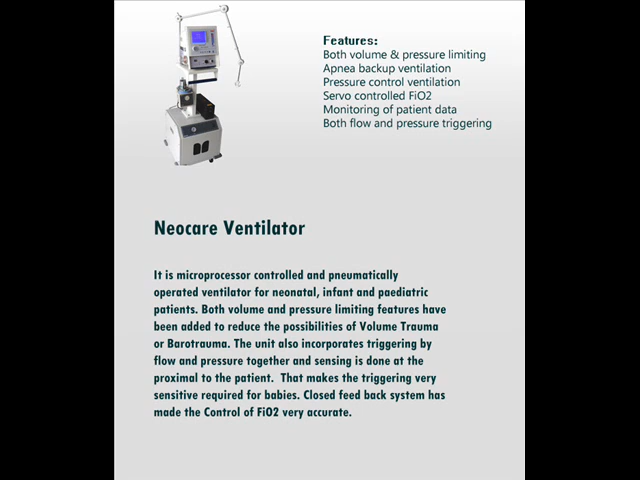 Features:
Both volume & pressure limiting
Apnea backup ventilation
Pressure control ventilation
Servo controlled FiO2
Monitoring of patient data
Both flow and pressure triggering
Neocare Ventilator
It is microprocessor controlled and pneumatically
operated ventilator for neonatal, infant and paediatric
patients. Both volume and pressure limiting features have
been added to reduce the possibilities of Volume Trauma
or Barotrauma. The unit also incorporates triggering by
flow and pressure together and sensing is done at the
proximal to the patient. That makes the triggering very
sensitive required for babies. Closed feed back system has
made the Control of FiO2 very accurate.